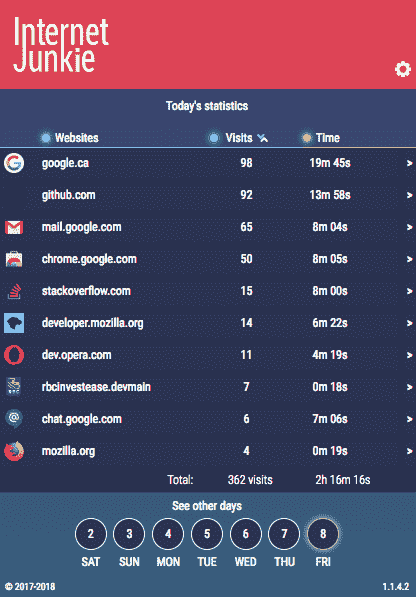 Internet
Junkie
Today's statistics
Websites Visits Time
google.ca 98 19m 45s >
github.com 92 13m 58s >
mail.google.com 65 8m 04s >
chrome.google.com 50 8m 05s >
stackoverflow.com 15 8m 00s >
developer.mozilla.org 14 6m 22s >
dev.opera.com 11 4m 19s >
rbcinvestease.devmain 7 0m 18s >
chat.google.com 6 7m 06s >
mozilla.org 4 0m 19s >
Total: 362 visits 2h 16m 16s
See other days
2 3 4 5 6 7 8
SAT SUN MON TUE WED THU FRI
© 2017-2018 1.1.4.2